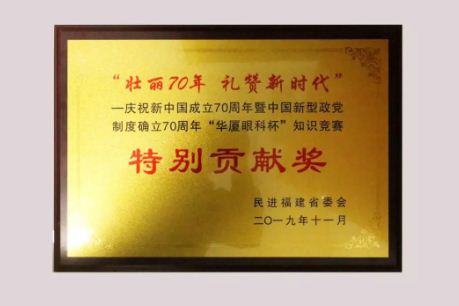 “壮丽70年 礼赞新时代”
—庆祝新中国成立70周年暨中国新型政党
制度确立70周年“华厦眼科杯”知识竞赛
特别贡献奖
民进福建省委会
二〇一九年十一月